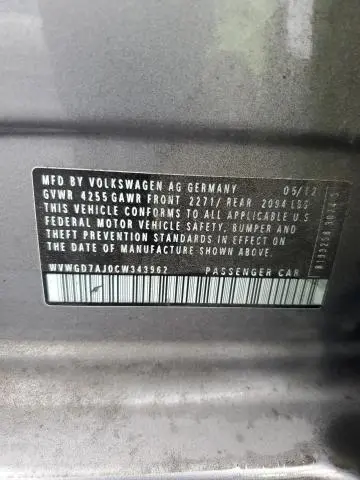 MFD BY VOLKSWAGEN AG GERMANY 05/12
GVWR 4255 GAWR FRONT 2271/ REAR 2094 LBS
THIS VEHICLE CONFORMS TO ALL APPLICABLE
FEDERAL MOTOR VEHICLE SAFETY, BUMPER AND
THEFT PREVENTION STANDARDS IN EFFECT ON
THE DATE OF MANUFACTURE SHOWN ABOVE.
WVWGD7AJ0CW343962 PASSENGER CAR